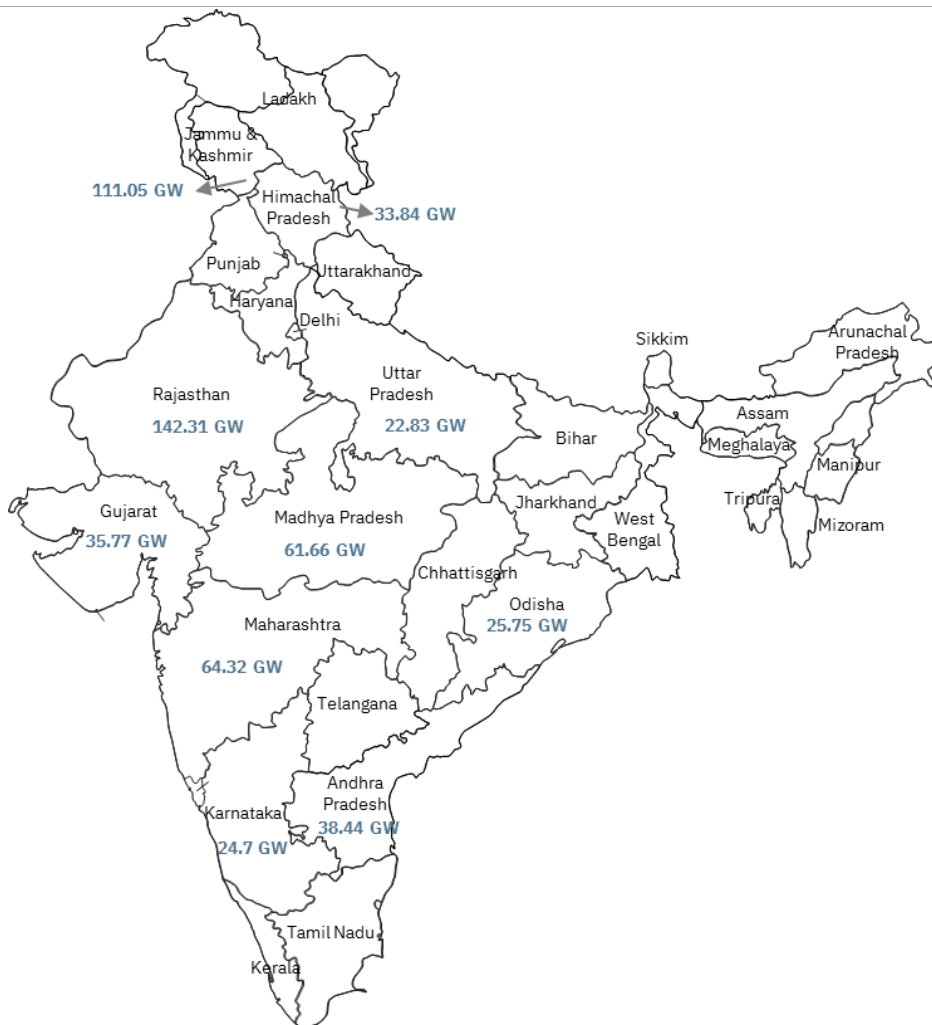 Ladakh
Jammu &
Kashmir
111.05 GW
Himachal
Pradesh
33.84 GW
Punjab
Uttarakhand
Haryana
Delhi
Sikkim
Arunachal
Pradesh
Uttar
Pradesh
22.83 GW
Rajasthan
142.31 GW
Bihar
Assam
Meghalaya
Manipur
Jharkhand
Tripura
Mizoram
Gujarat
35.77 GW
Madhya Pradesh
61.66 GW
West
Bengal
Chhattisgarh
Odisha
25.75 GW
Maharashtra
64.32 GW
Telangana
Andhra
Pradesh
38.44 GW
Karnataka
24.7 GW
Tamil Nadu
Kerala